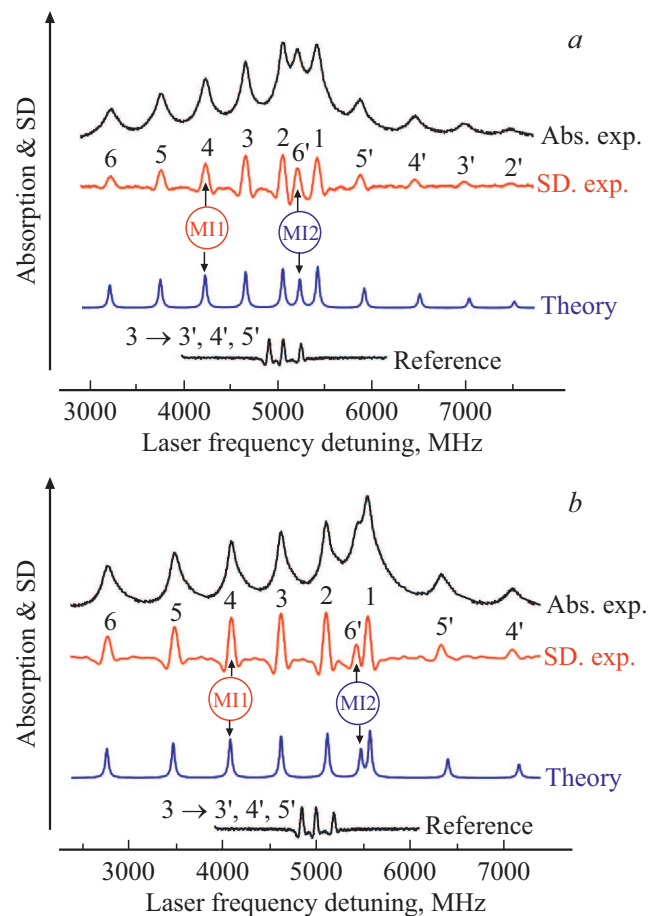 a
Absorption & SD
Abs. exp.
6 5 4 3 2 6' 1 5' 4' 3' 2'
SD. exp.
MI1 MI2
Theory
3 → 3', 4', 5'
Reference
3000 4000 5000 6000 7000
Laser frequency detuning, MHz
b
Absorption & SD
Abs. exp.
6 5 4 3 2 6' 1 5' 4'
SD. exp.
MI1 MI2
Theory
3 → 3', 4', 5'
Reference
3000 4000 5000 6000 7000
Laser frequency detuning, MHz